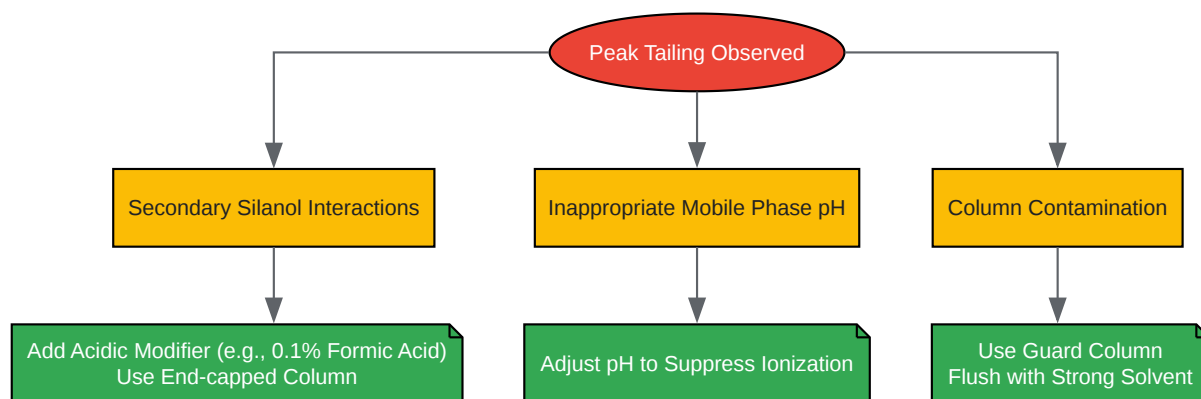 Peak Tailing Observed
Secondary Silanol Interactions
Inappropriate Mobile Phase pH
Column Contamination
Add Acidic Modifier (e.g., 0.1% Formic Acid)
Use End-capped Column
Adjust pH to Suppress Ionization
Use Guard Column
Flush with Strong Solvent